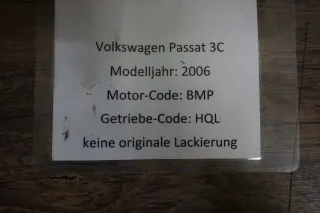 Volkswagen Passat 3C
Modelljahr: 2006
Motor-Code: BMP
Getriebe-Code: HQL
keine originale Lackierung